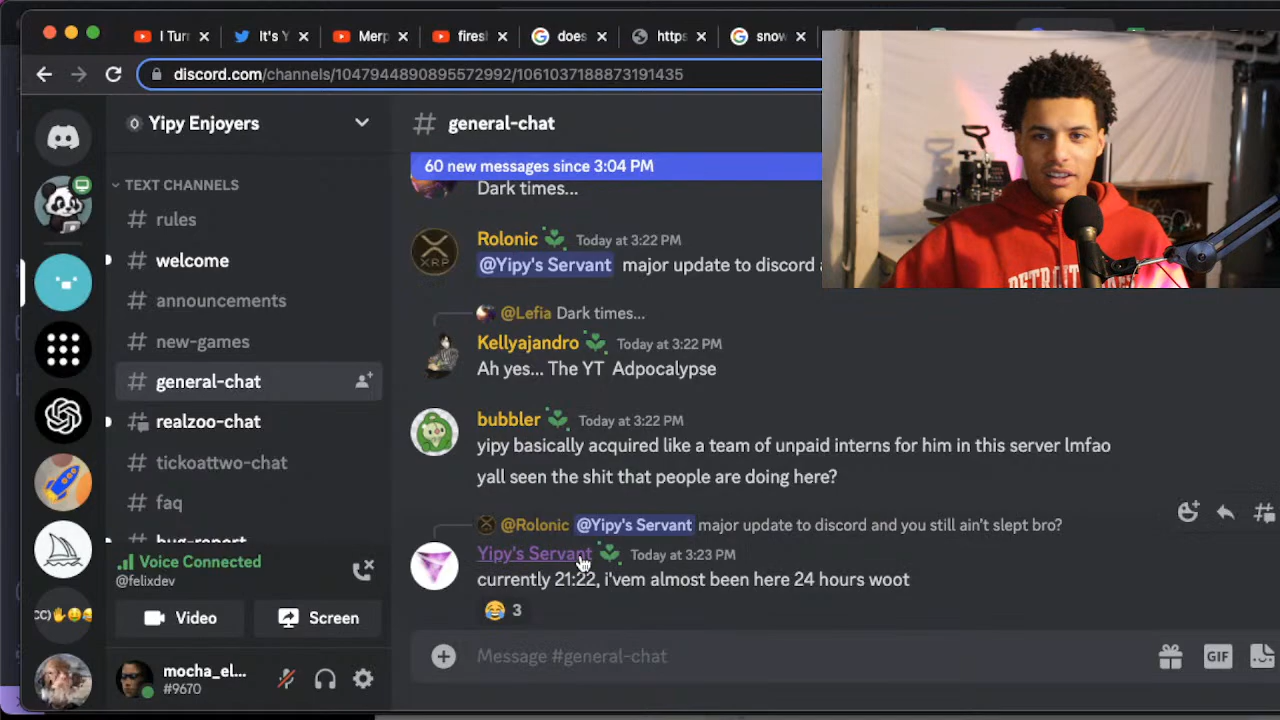 I Turn
It's Y
Merp
firesl
does
https
snow
discord.com/channels/1047944890895572992/1061037188873191435
Yipy Enjoyers
TEXT CHANNELS
rules
welcome
announcements
new-games
general-chat
realzoo-chat
tickoattwo-chat
faq
bug-report
Voice Connected
@felixdev
Video
Screen
mocha_el...
#9670
# general-chat
60 new messages since 3:04 PM
Dark times...
XRP
Rolonic Today at 3:22 PM
@Yipy's Servant major update to discord
@Lefia Dark times...
Kellyajandro Today at 3:22 PM
Ah yes... The YT Adpocalypse
bubbler Today at 3:22 PM
yipy basically acquired like a team of unpaid interns for him in this server lmfao
yall seen the shit that people are doing here?
@Rolonic @Yipy's Servant major update to discord and you still ain't slept bro?
Yipy's Servant Today at 3:23 PM
currently 21:22, i'vem almost been here 24 hours woot
😂 3
Message #general-chat
GIF
DETROIT